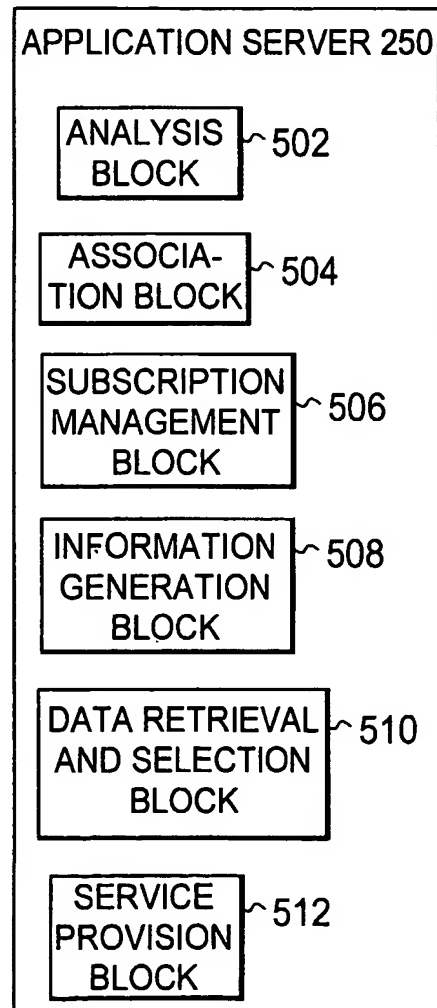 APPLICATION SERVER 250
ANALYSIS
BLOCK
502
ASSOCIA-
TION BLOCK
504
SUBSCRIPTION
MANAGEMENT
BLOCK
506
INFORMATION
GENERATION
BLOCK
508
DATA RETRIEVAL
AND SELECTION
BLOCK
510
SERVICE
PROVISION
BLOCK
512